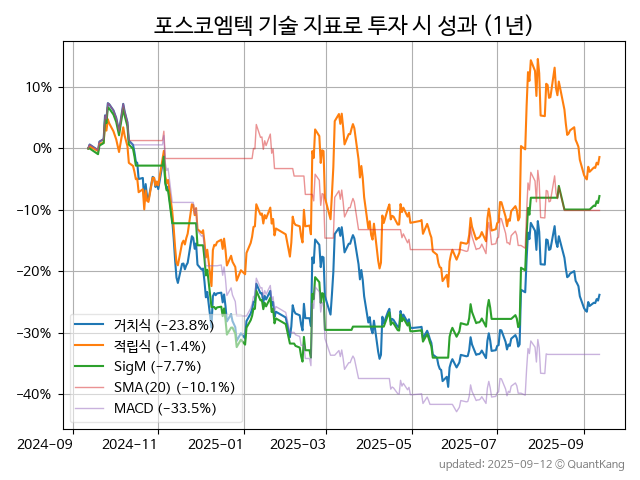 포스코엠텍 기술 지표로 투자 시 성과 (1년)
10%
0%
−10%
−20%
−30%
−40%
거치식 (−23.8%)
적립식 (−1.4%)
SigM (−7.7%)
SMA(20) (−10.1%)
MACD (−33.5%)
2024-09
2024-11
2025-01
2025-03
2025-05
2025-07
2025-09
updated: 2025-09-12 © QuantKang